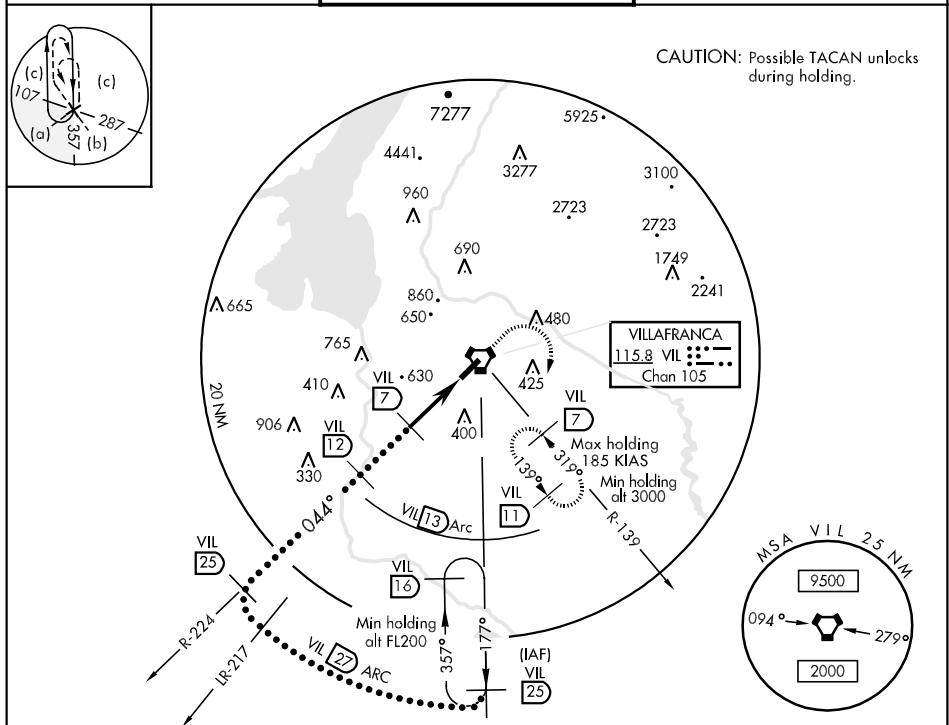 CAUTION: Possible TACAN unlocks
during holding.
(c)
(c)
107
287
(a)
(b)
357
7277
5925
4441
3277
3100
960
2723
2723
690
1749
2241
860
650
665
480
765
VILLAFRANCA
115.8 VIL
Chan 105
630
425
410
VIL
7
VIL
7
20 NM
906
400
VIL
12
Max holding
185 KIAS
330
139°
319°
Min holding
alt 3000
VIL
11
044°
VIL 13 Arc
R-139
MSA VIL 25 NM
VIL
25
VIL
16
9500
094°
279°
2000
Min holding
alt FL200
357°
177°
R-224
LR-217
VIL 27 ARC
(IAF)
VIL
25